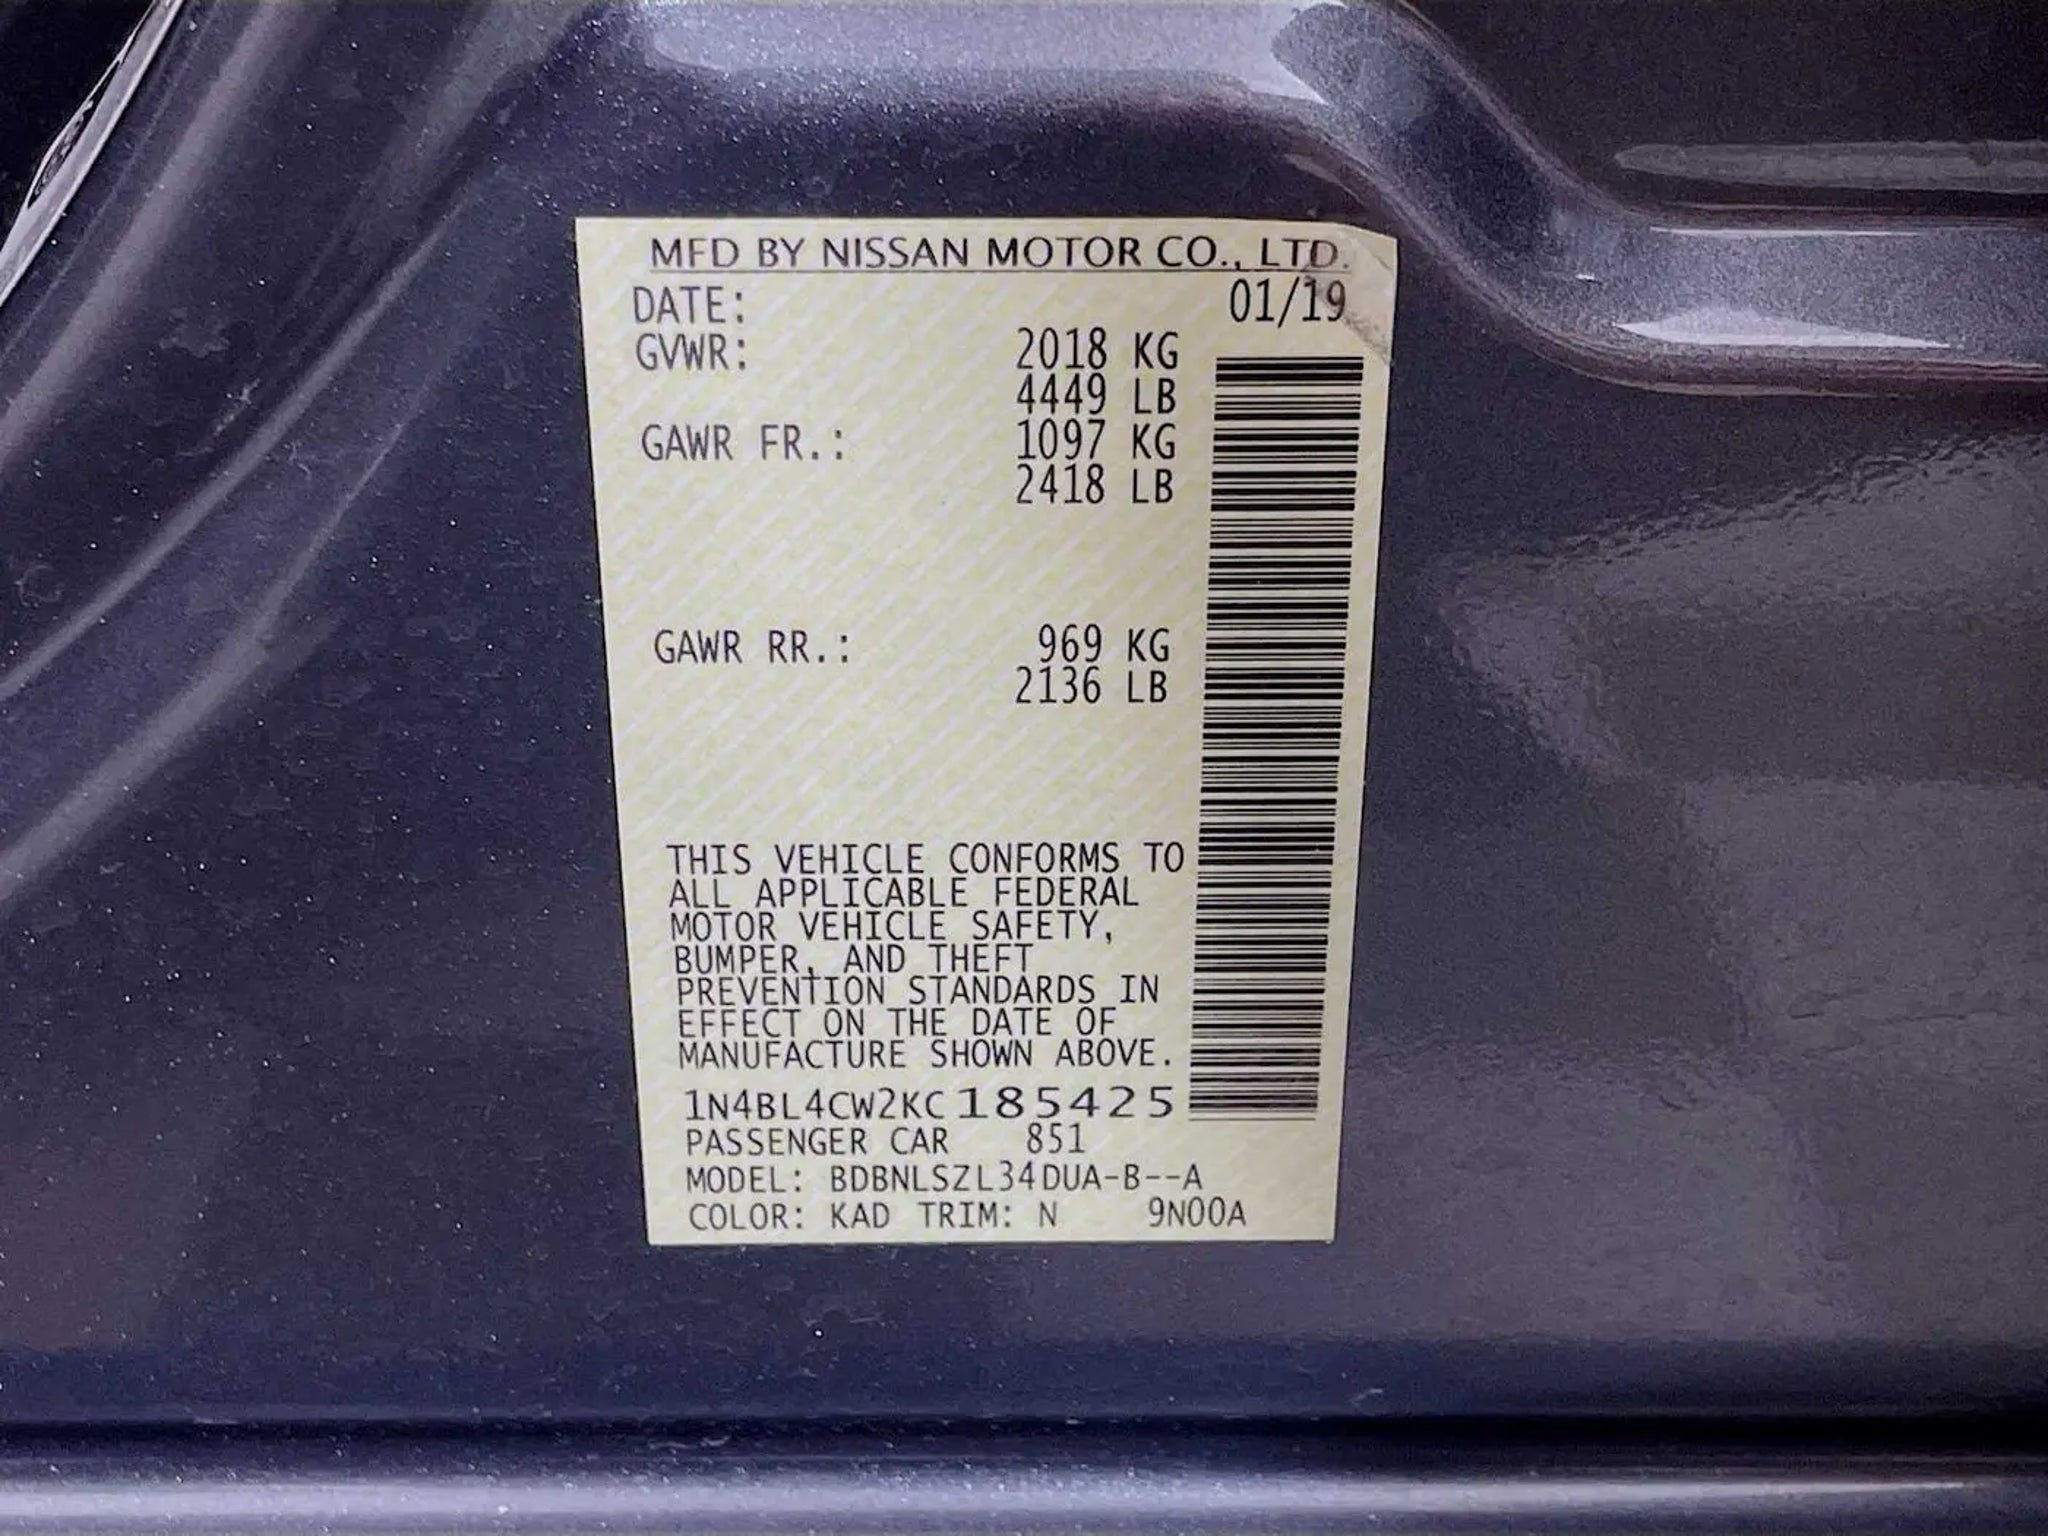 MFD BY NISSAN MOTOR CO., LTD.
DATE: 01/19
GVWR: 2018 KG
4449 LB
GAWR FR.: 1097 KG
2418 LB
GAWR RR.: 969 KG
2136 LB
THIS VEHICLE CONFORMS TO
ALL APPLICABLE FEDERAL
MOTOR VEHICLE SAFETY,
BUMPER, AND THEFT
PREVENTION STANDARDS IN
EFFECT ON THE DATE OF
MANUFACTURE SHOWN ABOVE.
1N4BL4CW2KC185425
PASSENGER CAR 851
MODEL: BDBNLSZL34DUA-B--A
COLOR: KAD TRIM: N 9N00A